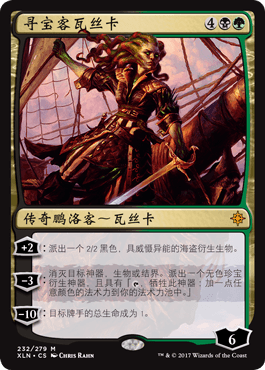 寻宝客瓦丝卡 4
传奇鹏洛客～瓦丝卡
+2：派出一个 2/2 黑色，具威慑异能的海盗衍生生物。
-3：消灭目标神器，生物或结界。派出一个无色珍宝
衍生神器，且具有「，牺牲此神器：加一点任
意颜色的法术力到你的法术力池中。」
-10：目标牌手的总生命成为 1。
6
232/279 M
XLN • CS Chris Rahn
™ & © 2017 Wizards of the Coast